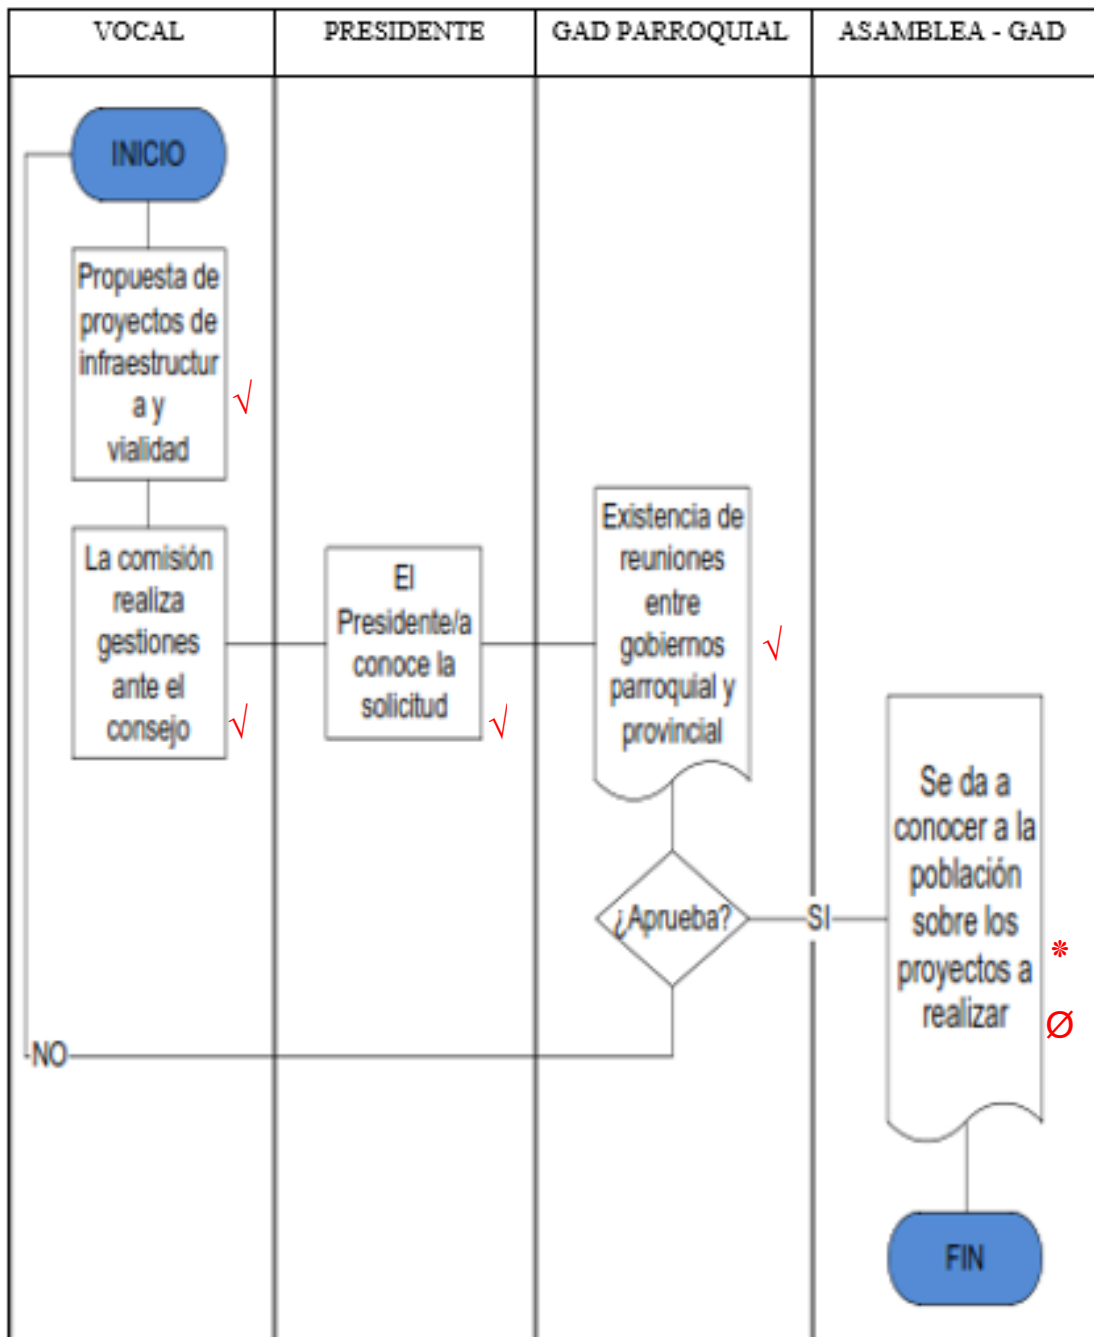 VOCAL
PRESIDENTE
GAD PARROQUIAL
ASAMBLEA - GAD
INICIO
Propuesta de
proyectos de
infraestructur
a y
vialidad
√
La comisión
realiza
gestiones
ante el
consejo
√
El
Presidente/a
conoce la
solicitud
√
Existencia de
reuniones
entre
gobiernos
parroquial y
provincial
√
¿Aprueba?
SI
NO
Se da a
conocer a la
población
sobre los
proyectos a
realizar
*
Ø
FIN